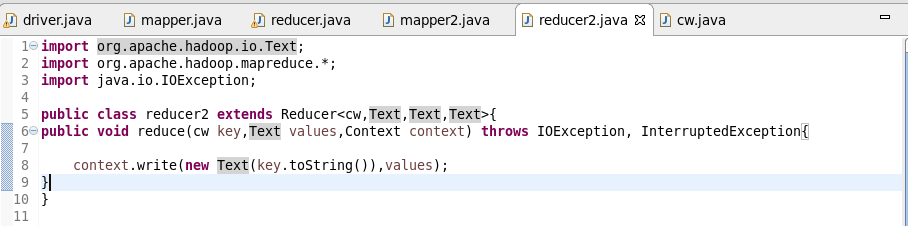 driver.java mapper.java reducer.java mapper2.java reducer2.java cw.java
1 import org.apache.hadoop.io.Text;
2 import org.apache.hadoop.mapreduce.*;
3 import java.io.IOException;
4
5 public class reducer2 extends Reducer<cw,Text,Text,Text>{
6 public void reduce(cw key,Text values,Context context) throws IOException, InterruptedException{
7
8     context.write(new Text(key.toString()),values);
9 }
10 }
11